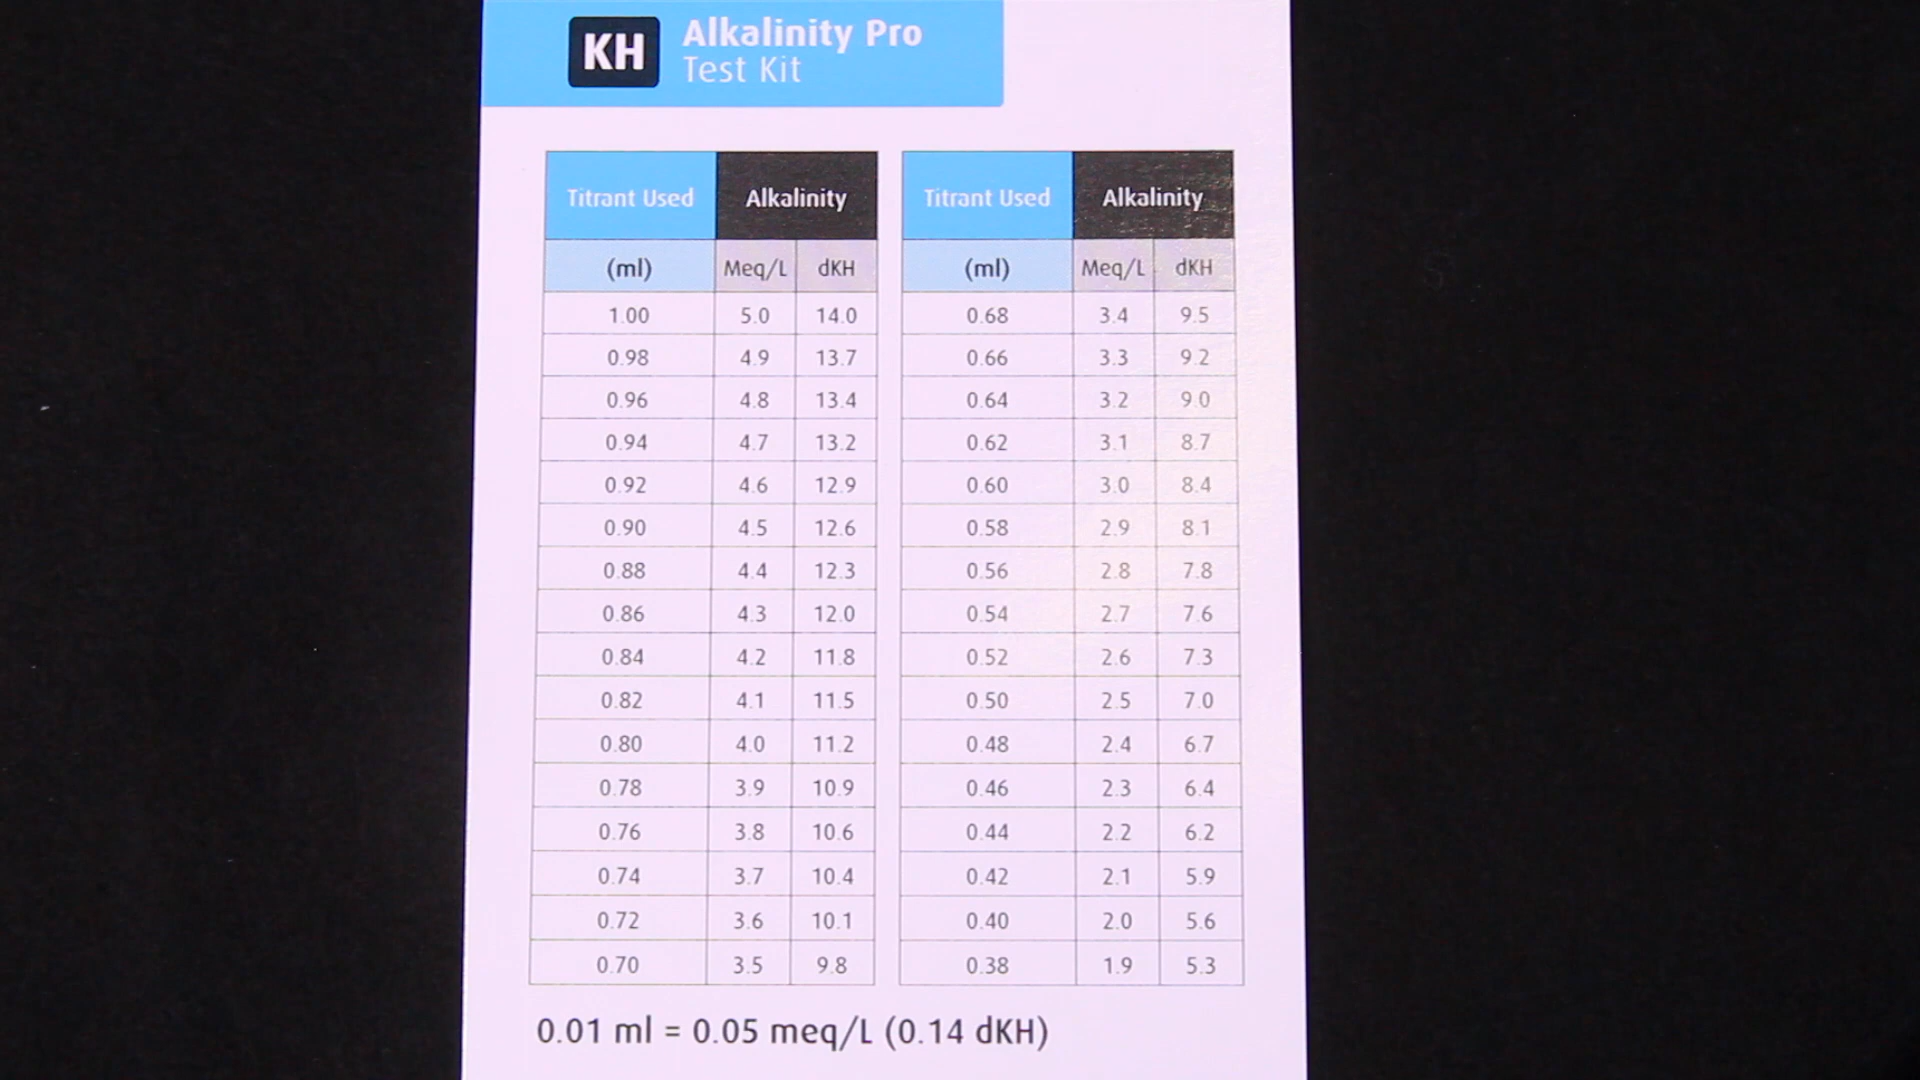 KH Alkalinity Pro
Test Kit
Titrant Used Alkalinity Titrant Used Alkalinity
(ml) Meq/L dKH (ml) Meq/L dKH
1.00 5.0 14.0 0.68 3.4 9.5
0.98 4.9 13.7 0.66 3.3 9.2
0.96 4.8 13.4 0.64 3.2 9.0
0.94 4.7 13.2 0.62 3.1 8.7
0.92 4.6 12.9 0.60 3.0 8.4
0.90 4.5 12.6 0.58 2.9 8.1
0.88 4.4 12.3 0.56 2.8 7.8
0.86 4.3 12.0 0.54 2.7 7.6
0.84 4.2 11.8 0.52 2.6 7.3
0.82 4.1 11.5 0.50 2.5 7.0
0.80 4.0 11.2 0.48 2.4 6.7
0.78 3.9 10.9 0.46 2.3 6.4
0.76 3.8 10.6 0.44 2.2 6.2
0.74 3.7 10.4 0.42 2.1 5.9
0.72 3.6 10.1 0.40 2.0 5.6
0.70 3.5 9.8 0.38 1.9 5.3
0.01 ml = 0.05 meq/L (0.14 dKH)